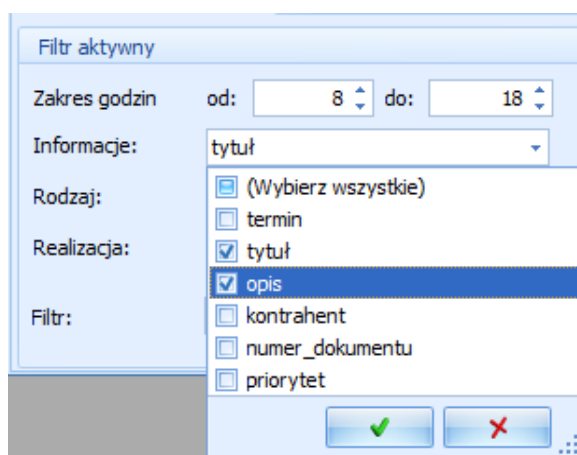 Filtr aktywny
Zakres godzin od: 8 do: 18
Informacje: tytuł
Rodzaj:
Realizacja:
Filtr:
(Wybierz wszystkie)
termin
tytuł
opis
kontrahent
numer_dokumentu
priorytet